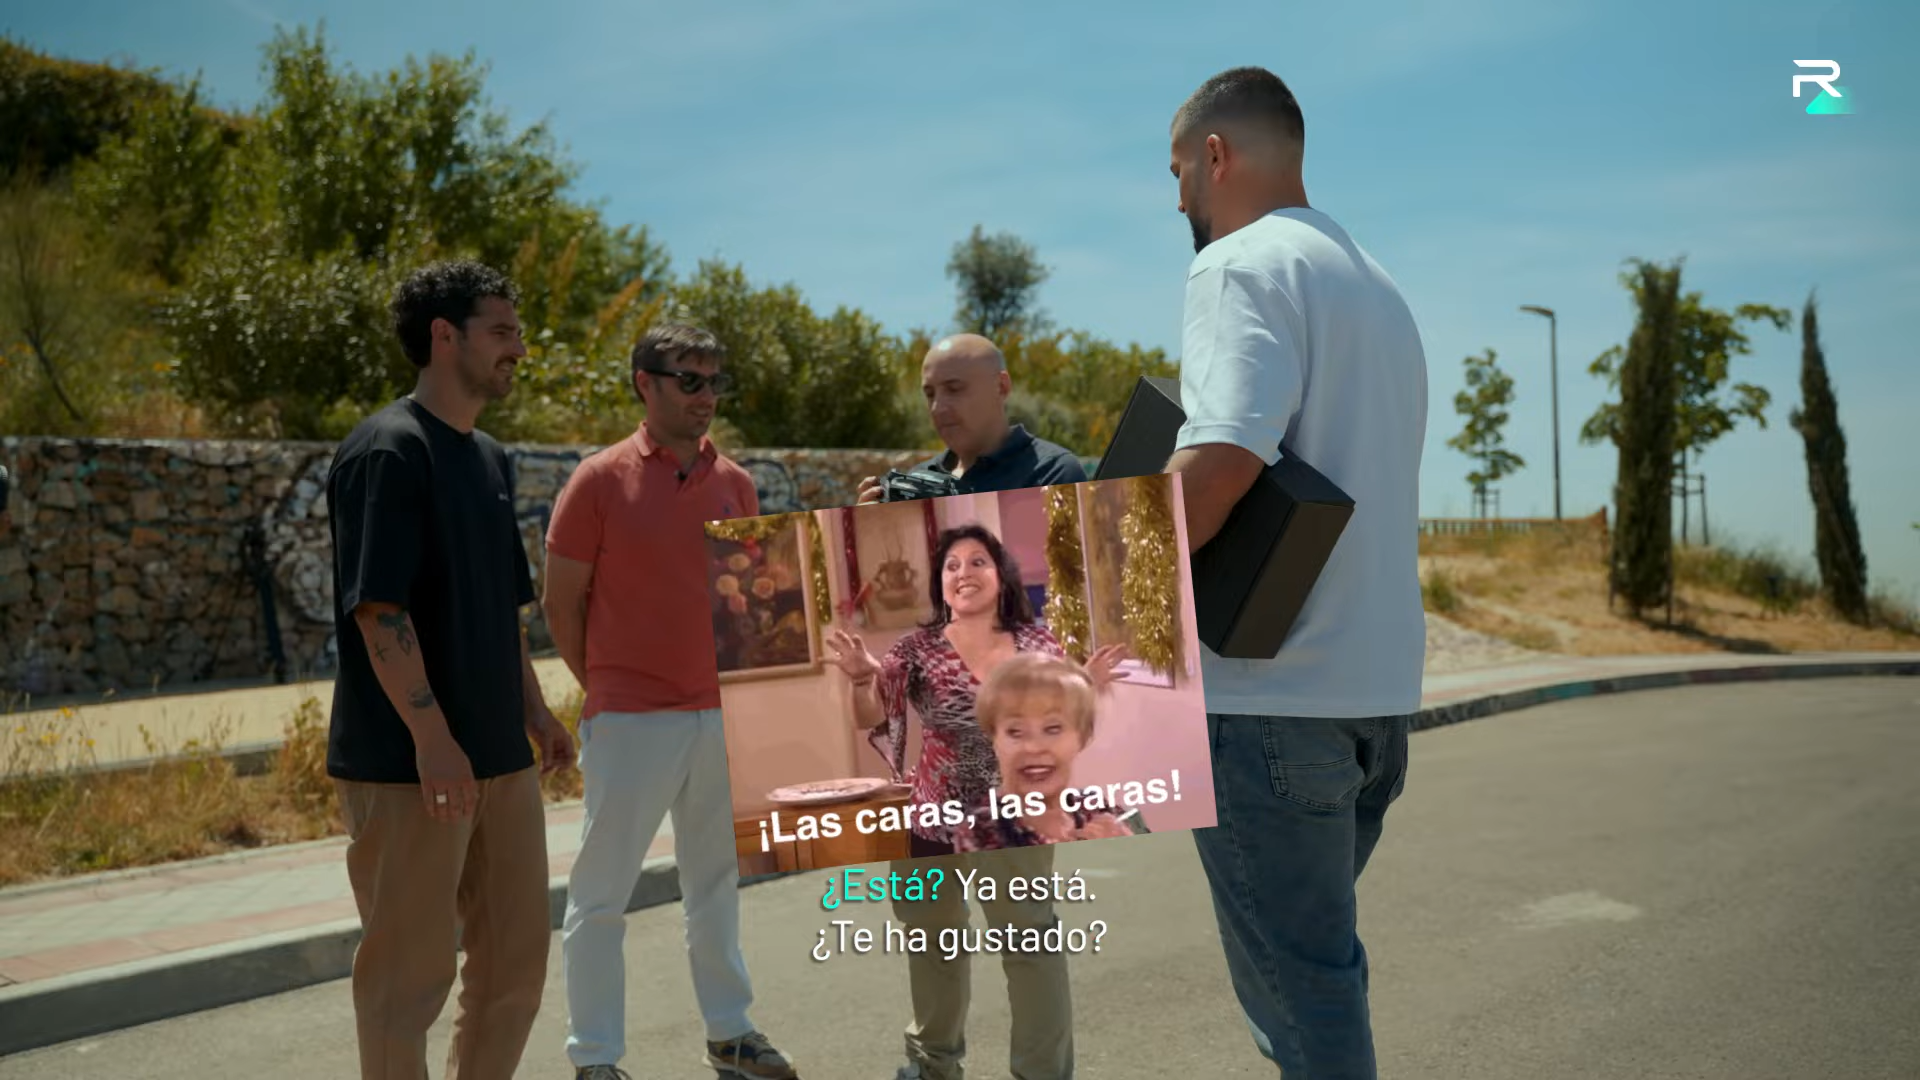 ¡Las caras, las caras!
¿Está? Ya está.
¿Te ha gustado?